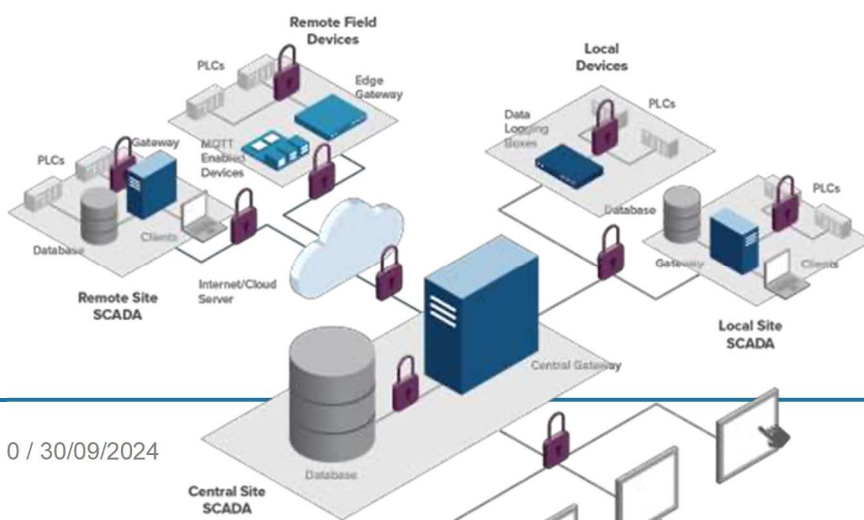 Remote Field
Devices
PLCs
Edge
Gateway
MQTT
Enabled
Devices
Local
Devices
PLCs
Data
Logging
Boxes
Gateway
PLCs
Database
Clients
Remote Site
SCADA
Internet/Cloud
Server
Database
PLCs
Gateway
Clients
Local Site
SCADA
Central Gateway
0 / 30/09/2024
Database
Central Site
SCADA